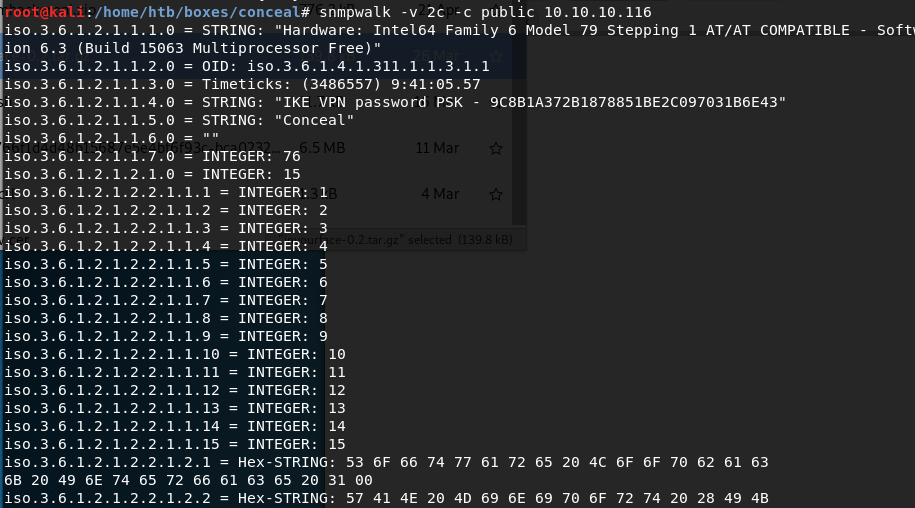 root@kali:/home/htb/boxes/conceal# snmpwalk -v 2c -c public 10.10.10.116
iso.3.6.1.2.1.1.1.0 = STRING: "Hardware: Intel64 Family 6 Model 79 Stepping 1 AT/AT COMPATIBLE - Softw
ion 6.3 (Build 15063 Multiprocessor Free)"
iso.3.6.1.2.1.1.2.0 = OID: iso.3.6.1.4.1.311.1.1.3.1.1
iso.3.6.1.2.1.1.3.0 = Timeticks: (3486557) 9:41:05.57
iso.3.6.1.2.1.1.4.0 = STRING: "IKE VPN password PSK - 9C8B1A372B1878851BE2C097031B6E43"
iso.3.6.1.2.1.1.5.0 = STRING: "Conceal"
iso.3.6.1.2.1.1.6.0 = ""
6.5 MB 11 Mar
iso.3.6.1.2.1.1.7.0 = INTEGER: 76
iso.3.6.1.2.1.2.1.0 = INTEGER: 15
iso.3.6.1.2.1.2.2.1.1.1 = INTEGER: 1
4 Mar
iso.3.6.1.2.1.2.2.1.1.2 = INTEGER: 2
iso.3.6.1.2.1.2.2.1.1.3 = INTEGER: 3
iso.3.6.1.2.1.2.2.1.1.4 = INTEGER: 4
selected (139.8 kB)
iso.3.6.1.2.1.2.2.1.1.5 = INTEGER: 5
iso.3.6.1.2.1.2.2.1.1.6 = INTEGER: 6
iso.3.6.1.2.1.2.2.1.1.7 = INTEGER: 7
iso.3.6.1.2.1.2.2.1.1.8 = INTEGER: 8
iso.3.6.1.2.1.2.2.1.1.9 = INTEGER: 9
iso.3.6.1.2.1.2.2.1.1.10 = INTEGER: 10
iso.3.6.1.2.1.2.2.1.1.11 = INTEGER: 11
iso.3.6.1.2.1.2.2.1.1.12 = INTEGER: 12
iso.3.6.1.2.1.2.2.1.1.13 = INTEGER: 13
iso.3.6.1.2.1.2.2.1.1.14 = INTEGER: 14
iso.3.6.1.2.1.2.2.1.1.15 = INTEGER: 15
iso.3.6.1.2.1.2.2.1.2.1 = Hex-STRING: 53 6F 66 74 77 61 72 65 20 4C 6F 6F 70 62 61 63
6B 20 49 6E 74 65 72 66 61 63 65 20 31 00
iso.3.6.1.2.1.2.2.1.2.2 = Hex-STRING: 57 41 4E 20 4D 69 6E 69 70 6F 72 74 20 28 49 4B